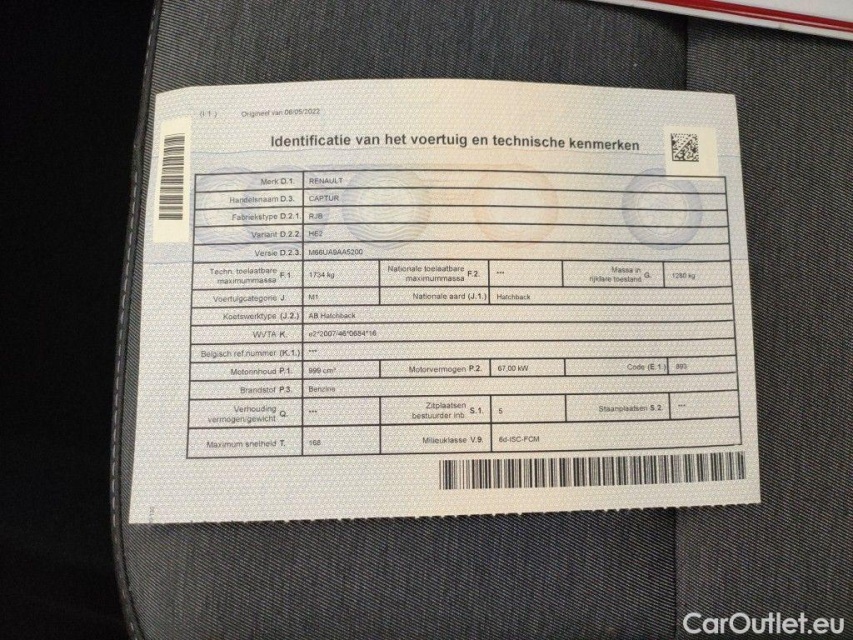 (I 1) Origineel van 06/05/2022
Identificatie van het voertuig en technische kenmerken
Merk D.1. RENAULT
Handelsnaam D.3. CAPTUR
Fabriekstype D.2.1. RJB
Variant D.2.2. HE2
Versie D.2.3. M66UA9AA5200
Techn. toelaatbare maximummassa F.1. 1734 kg Nationale toelaatbare maximummassa F.2. *** Massa in rijklare toestand G. 1280 kg
Voertuigcategorie J. M1 Nationale aard (J.1.) Hatchback
Koetswerktype (J.2.) AB Hatchback
WVTA K. e2*2007/46*0684*16
Belgisch ref.nummer (K.1.) ***
Motorinhoud P.1. 999 cm³ Motorvermogen P.2. 67,00 kW Code (E.1.)
Brandstof P.3. Benzine
Verhouding vermogen/gewicht Q. *** Zitplaatsen bestuurder inb. S.1. 5 Staanplaatsen S.2. ***
Maximum snelheid T. 168 Milieuklasse V.9. 6d-ISC-FCM
CarOutlet.eu